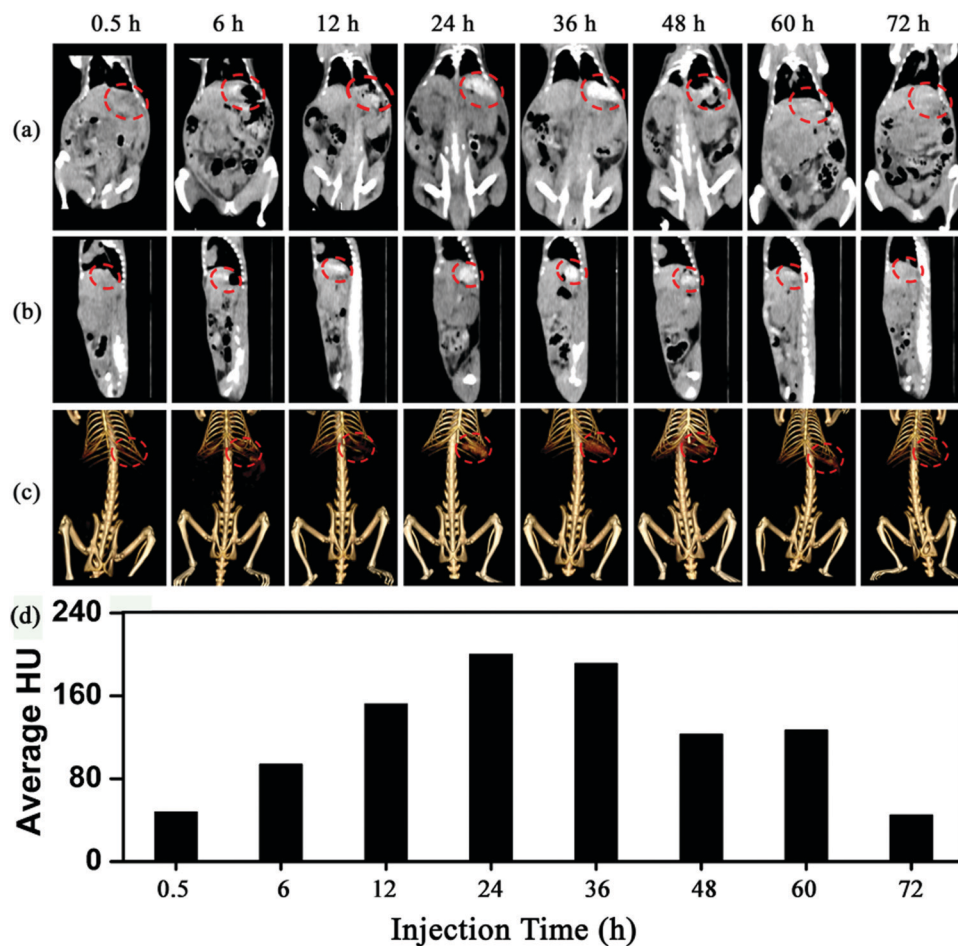 0.5 h 6 h 12 h 24 h 36 h 48 h 60 h 72 h
(a)
(b)
(c)
(d)
240
160
80
0
Average HU
0.5 6 12 24 36 48 60 72
Injection Time (h)